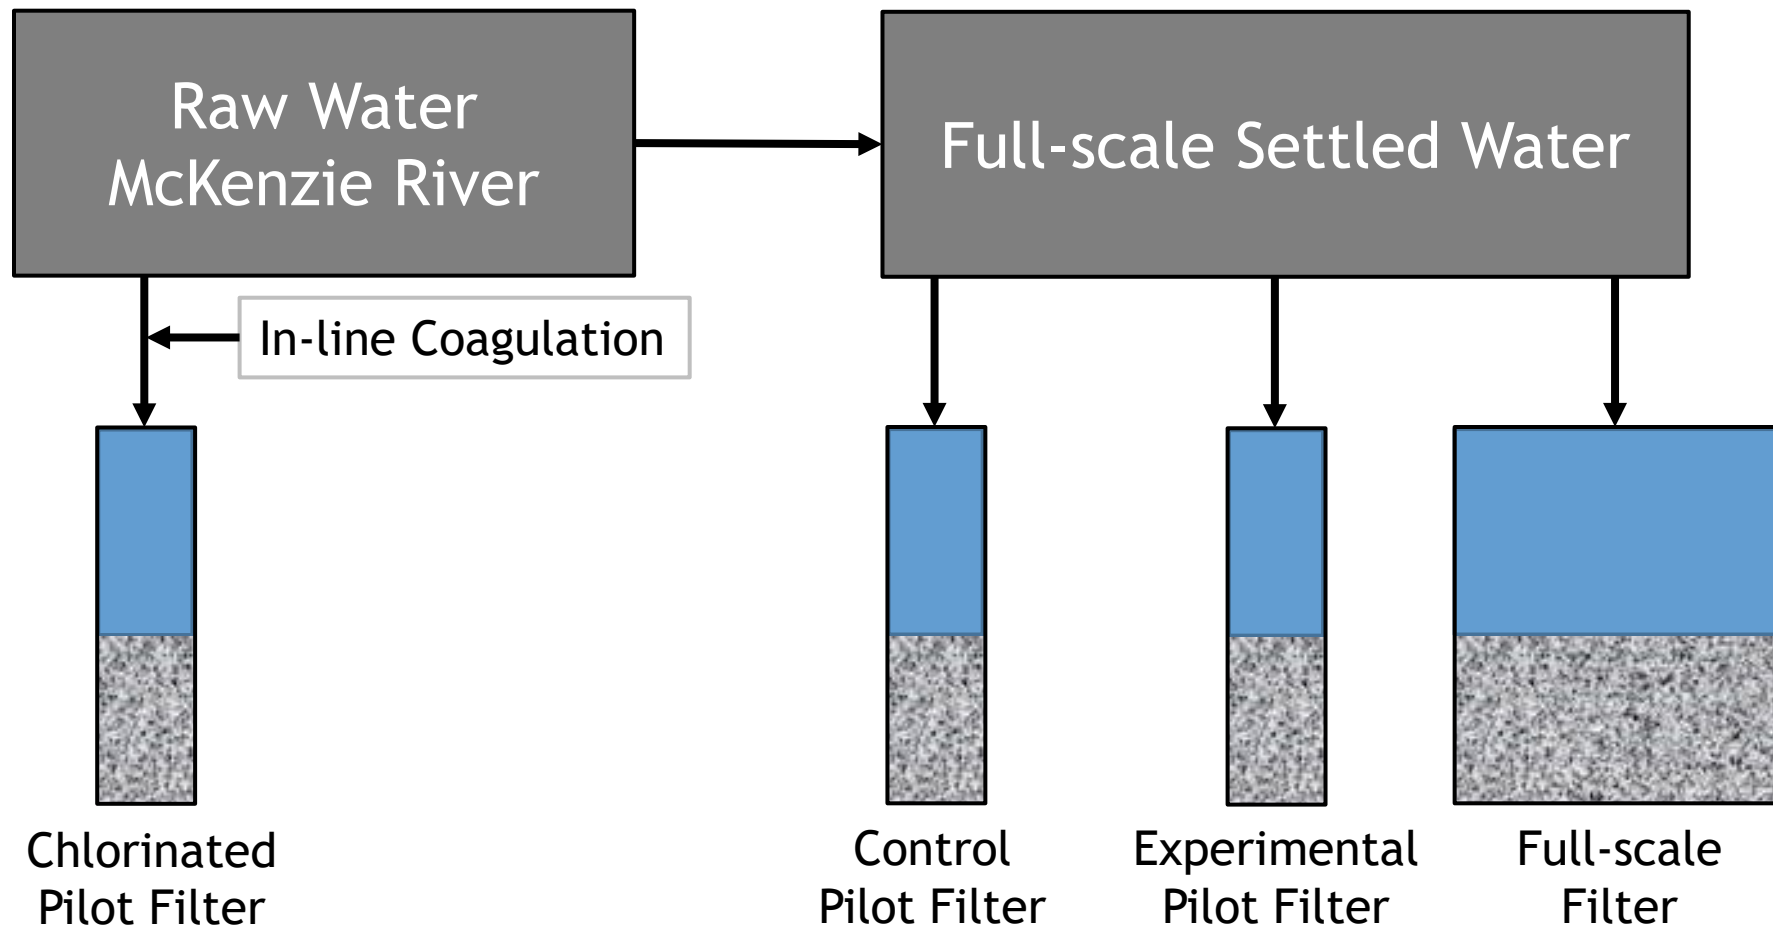 Raw Water
McKenzie River
Full-scale Settled Water
In-line Coagulation
Chlorinated
Pilot Filter
Control
Pilot Filter
Experimental
Pilot Filter
Full-scale
Filter